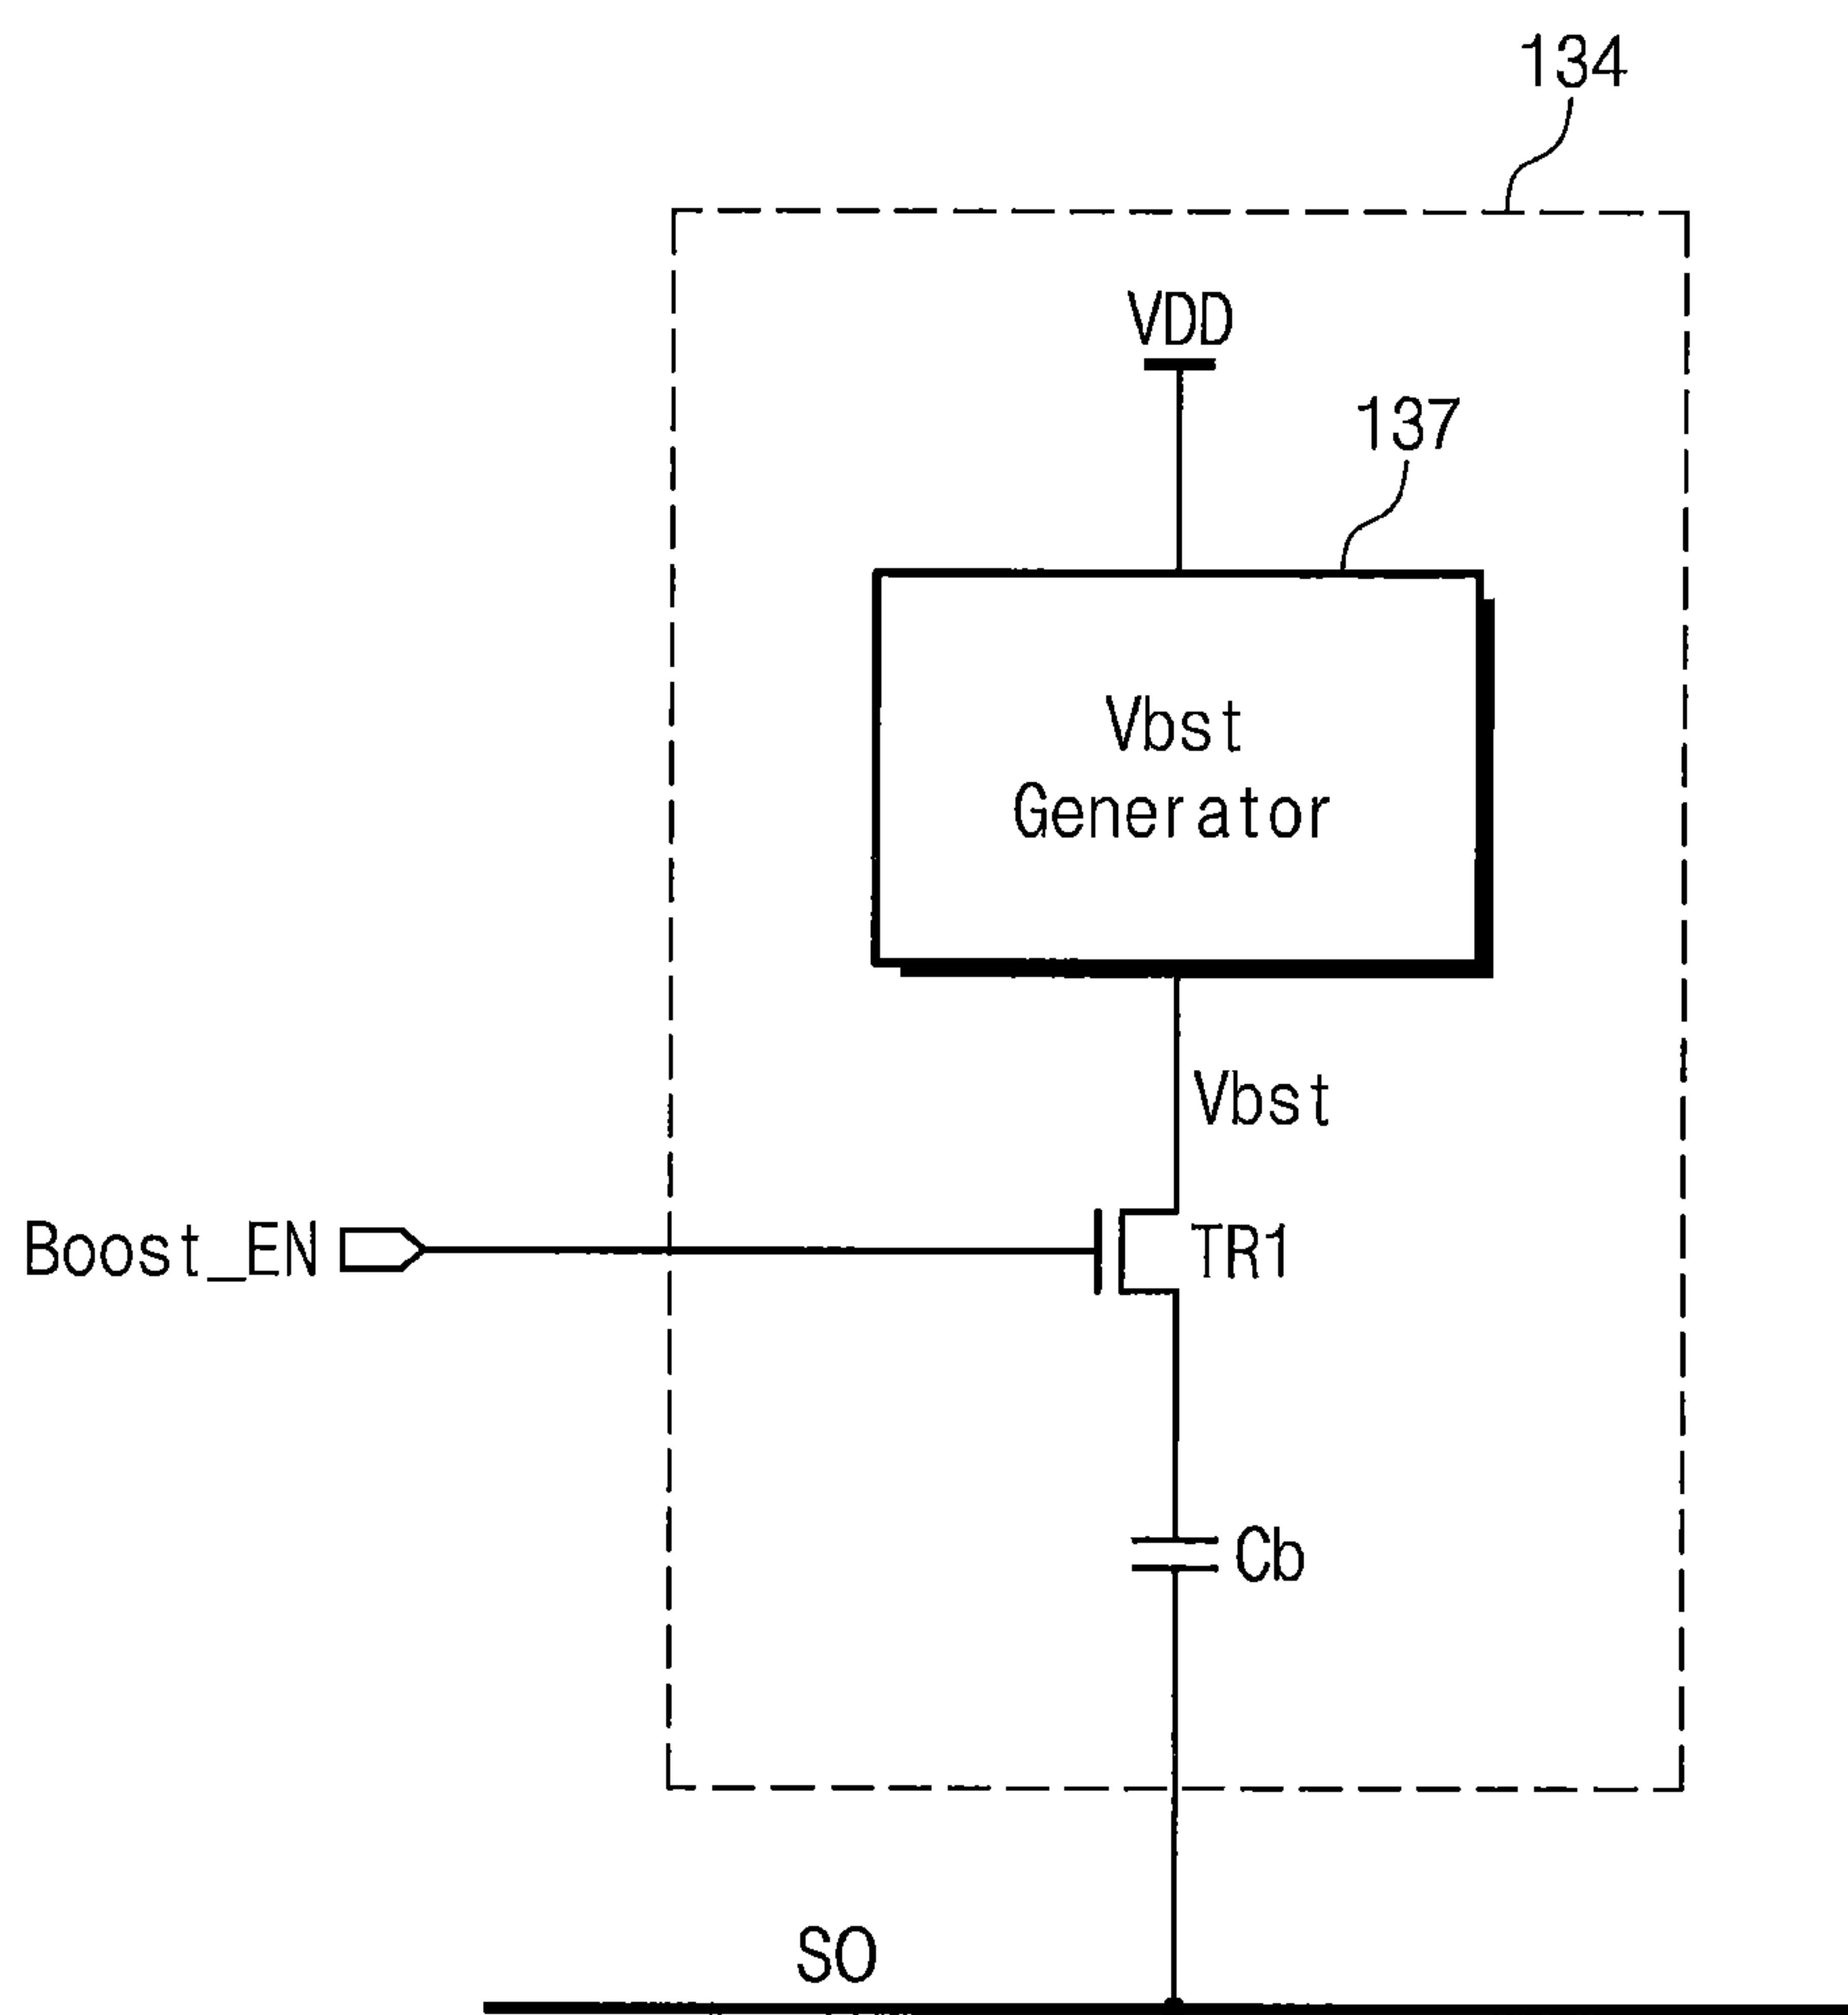 134
VDD
137
Vbst
Generator
Vbst
Boost_EN
TR1
Cb
SO